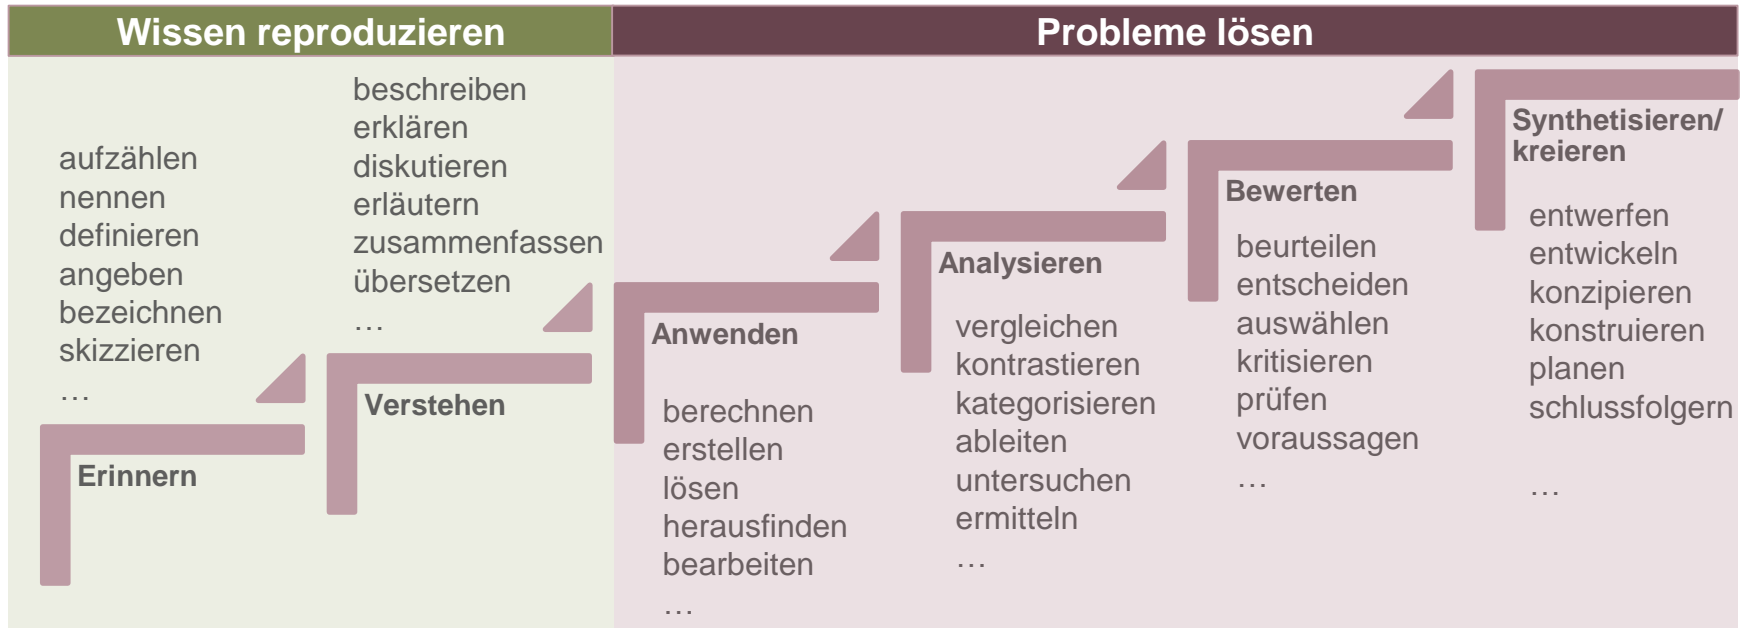 Wissen reproduzieren
Probleme lösen
aufzählen
nennen
definieren
angeben
bezeichnen
skizzieren
…
Erinnern
beschreiben
erklären
diskutieren
erläutern
zusammenfassen
übersetzen
…
Verstehen
Anwenden
berechnen
erstellen
lösen
herausfinden
bearbeiten
…
Analysieren
vergleichen
kontrastieren
kategorisieren
ableiten
untersuchen
ermitteln
…
Bewerten
beurteilen
entscheiden
auswählen
kritisieren
prüfen
voraussagen
…
Synthetisieren/
kreieren
entwerfen
entwickeln
konzipieren
konstruieren
planen
schlussfolgern
…